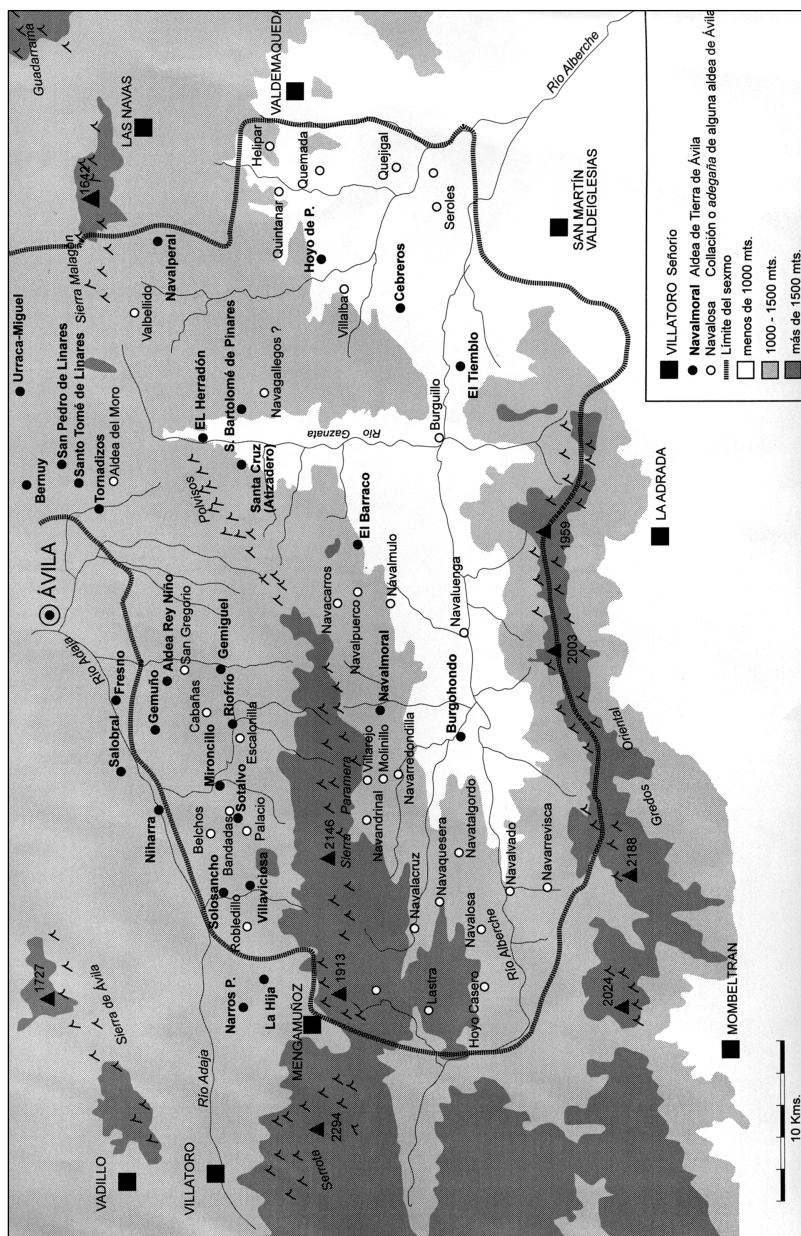 VADILLO
VILLATORO
Serrota
2294
Río Adaja
Sierra de Ávila
1727
MENGAMUÑOZ
Narros P.
La Hija
1913
Robledillo
Solosancho
Villaviciosa
Niharra
Salobral
Fresno
Río Adaja
ÁVILA
Gemuño
Aldea Rey Niño
San Gregorio
Cabañas
Gemiguel
Riofrío
Escalorilla
Mironcillo
Sotalvo
Belchos
Bandadas
Palacio
2146
Sierra
Paramera
Bernuy
Urraca-Miguel
San Pedro de Linares
Santo Tomé de Linares
Tornadizos
Aldea del Moro
Sierra Malagón
1642
Guadarrama
LAS NAVAS
Valbellido
Navalperal
EL Herradón
S. Bartolomé de Pinares
Navagallegos ?
Santa Cruz
(Atizadero)
Polvisos
Río
Gaznata
VALDEMAQUEDA
Helipar
Quintanar
Quemada
Hoyo de P.
Villalba
Quejigal
Cebreros
Seroles
El Tiemblo
Burguillo
El Barraco
Navacarros
Navalpuerco
Navalmulo
Navaluenga
Navalmoral
Villarejo
Molinillo
Navarredondilla
Navandrinal
Burgohondo
Navalacruz
Navaquesera
Navatalgordo
Navalosa
Navalvado
Navarrevisca
Lastra
Hoyo Casero
Río Alberche
Río Alberche
SAN MARTÍN
VALDEIGLESIAS
1959
2003
Oriental
Gredos
2188
2024
LA ADRADA
MOMBELTRAN
10 Kms.
VILLATORO Señorío
Navalmoral Aldea de Tierra de Ávila
Navalosa Collación o adegaña de alguna aldea de Ávila
Límite del sexmo
menos de 1000 mts.
1000 - 1500 mts.
más de 1500 mts.